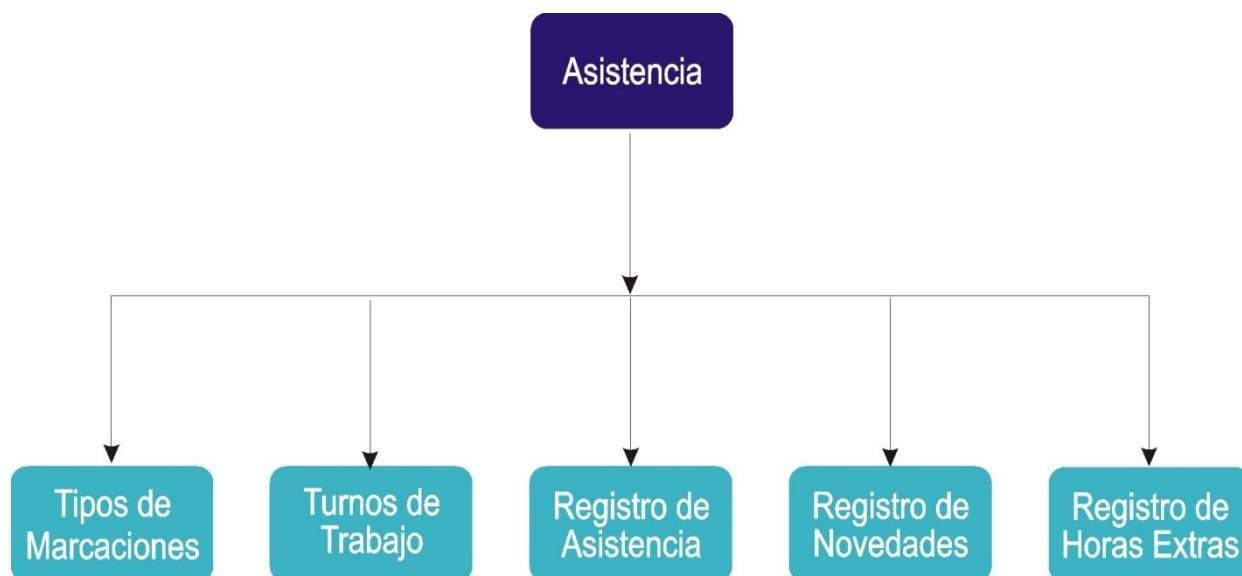 Asistencia
Tipos de
Marcaciones
Turnos de
Trabajo
Registro de
Asistencia
Registro de
Novedades
Registro de
Horas Extras